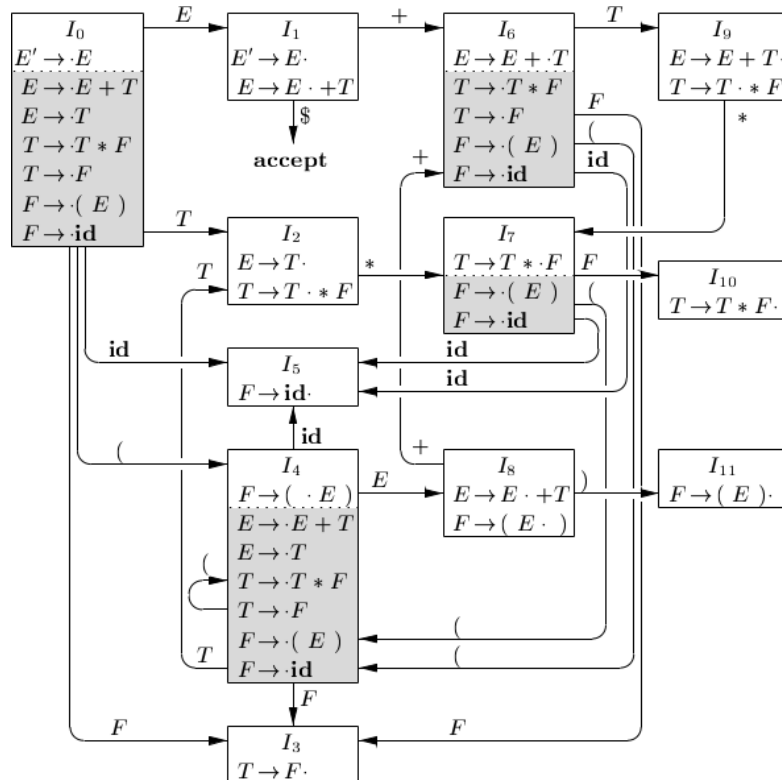 I₀
E′ → ·E
E → ·E + T
E → ·T
T → ·T * F
T → ·F
F → ·( E )
F → ·id
E
I₁
E′ → E·
E → E · +T
$
accept
+
I₆
E → E + ·T
T → ·T * F
T → ·F
F → ·( E )
F → ·id
T
I₉
E → E + T·
T → T · * F
*
F
(
id
+
T
I₂
E → T·
T → T · * F
T
*
I₇
T → T * ·F
F → ·( E )
F → ·id
F
(
I₁₀
T → T * F·
id
I₅
F → id·
id
id
id
(
I₄
F → ( · E )
E → ·E + T
E → ·T
T → ·T * F
T → ·F
F → ·( E )
F → ·id
E
+
I₈
E → E · +T
F → ( E · )
)
I₁₁
F → ( E )·
(
T
(
(
F
F
I₃
T → F·
F